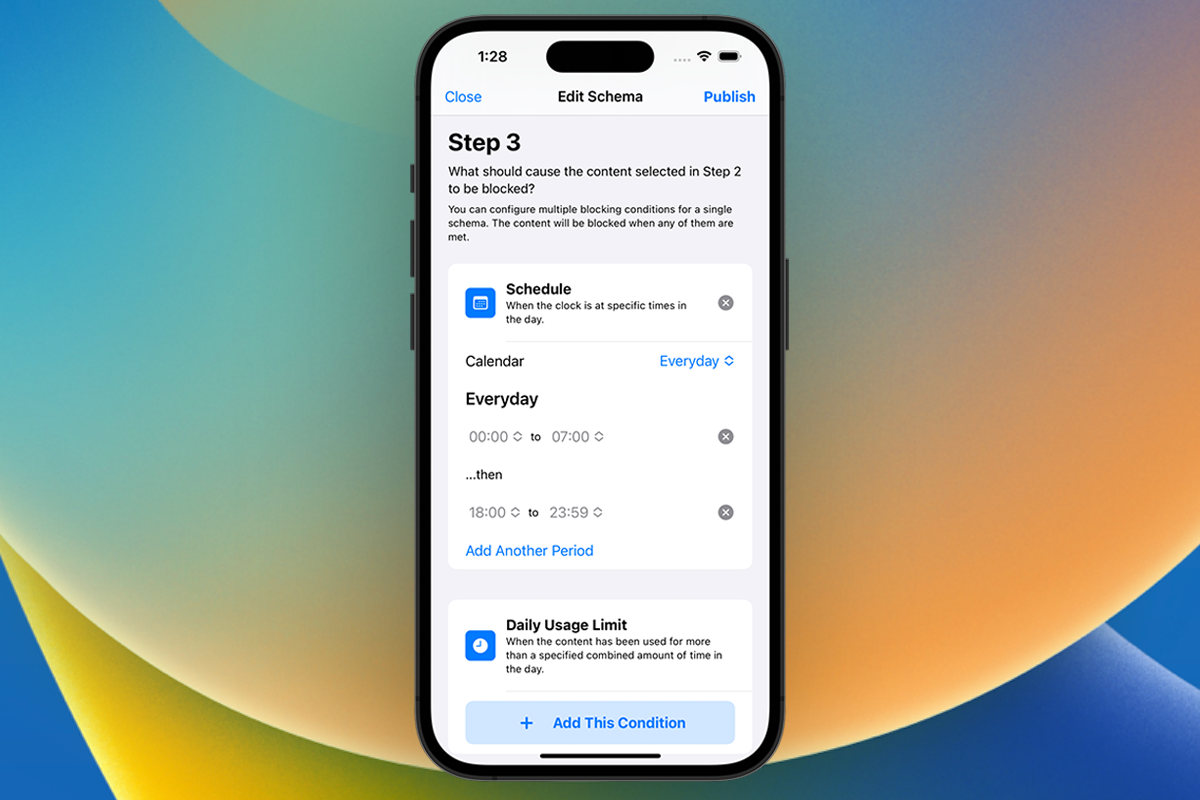 1:28
Close Edit Schema Publish
Step 3
What should cause the content selected in Step 2
to be blocked?
You can configure multiple blocking conditions for a single
schema. The content will be blocked when any of them are
met.
Schedule
When the clock is at specific times in
the day.
Calendar Everyday
Everyday
00:00 to 07:00
...then
18:00 to 23:59
Add Another Period
Daily Usage Limit
When the content has been used for more
than a specified combined amount of time in
the day.
+ Add This Condition